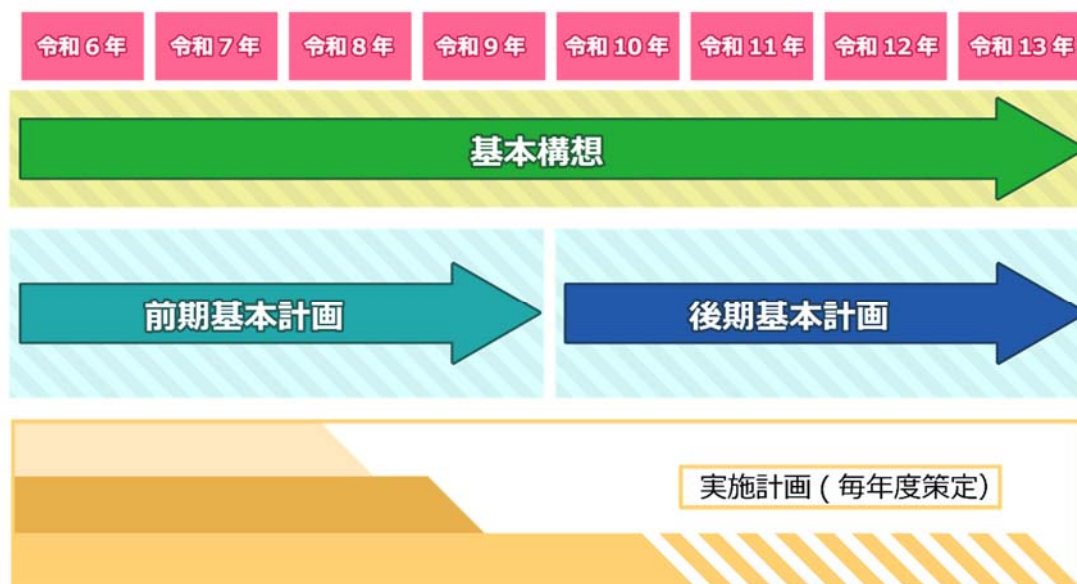 令和6年 令和7年 令和8年 令和9年 令和10年 令和11年 令和12年 令和13年
基本構想
前期基本計画 後期基本計画
実施計画 ( 毎年度策定)